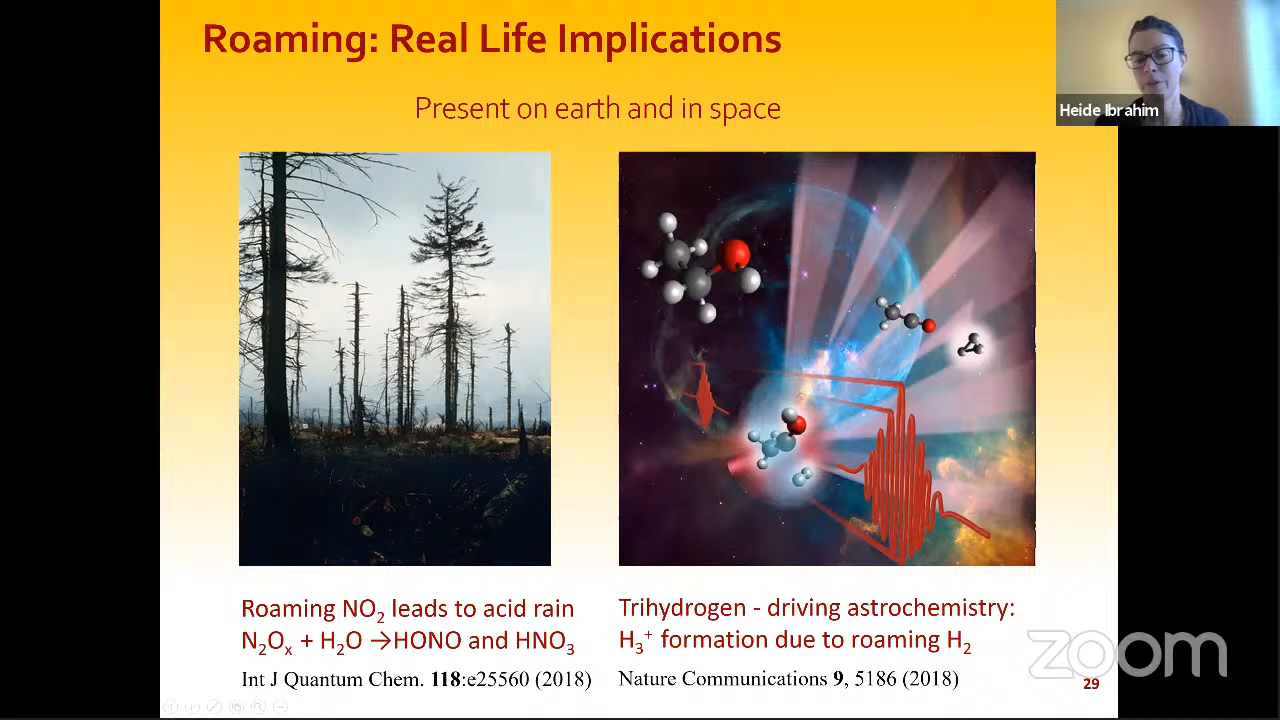 Roaming: Real Life Implications
Present on earth and in space
Heide Ibrahim
Roaming NO₂ leads to acid rain
N₂Oₓ + H₂O →HONO and HNO₃
Int J Quantum Chem. 118:e25560 (2018)
Trihydrogen - driving astrochemistry:
H₃⁺ formation due to roaming H₂
Nature Communications 9, 5186 (2018)
zoom
29